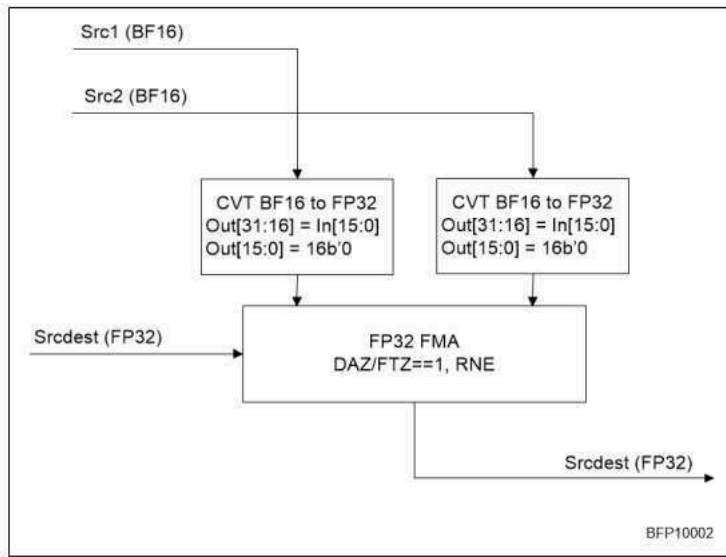 Src1 (BF16)
Src2 (BF16)
CVT BF16 to FP32
Out[31:16] = In[15:0]
Out[15:0] = 16b'0
CVT BF16 to FP32
Out[31:16] = In[15:0]
Out[15:0] = 16b'0
Srcdest (FP32)
FP32 FMA
DAZ/FTZ==1, RNE
Srcdest (FP32)
BFP10002